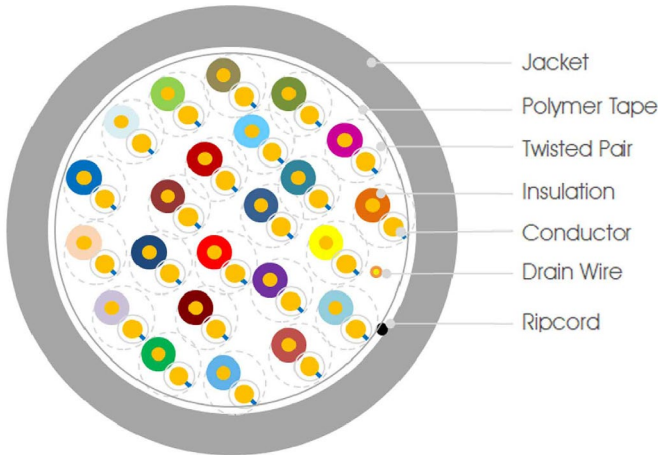 Jacket
Polymer Tape
Twisted Pair
Insulation
Conductor
Drain Wire
Ripcord